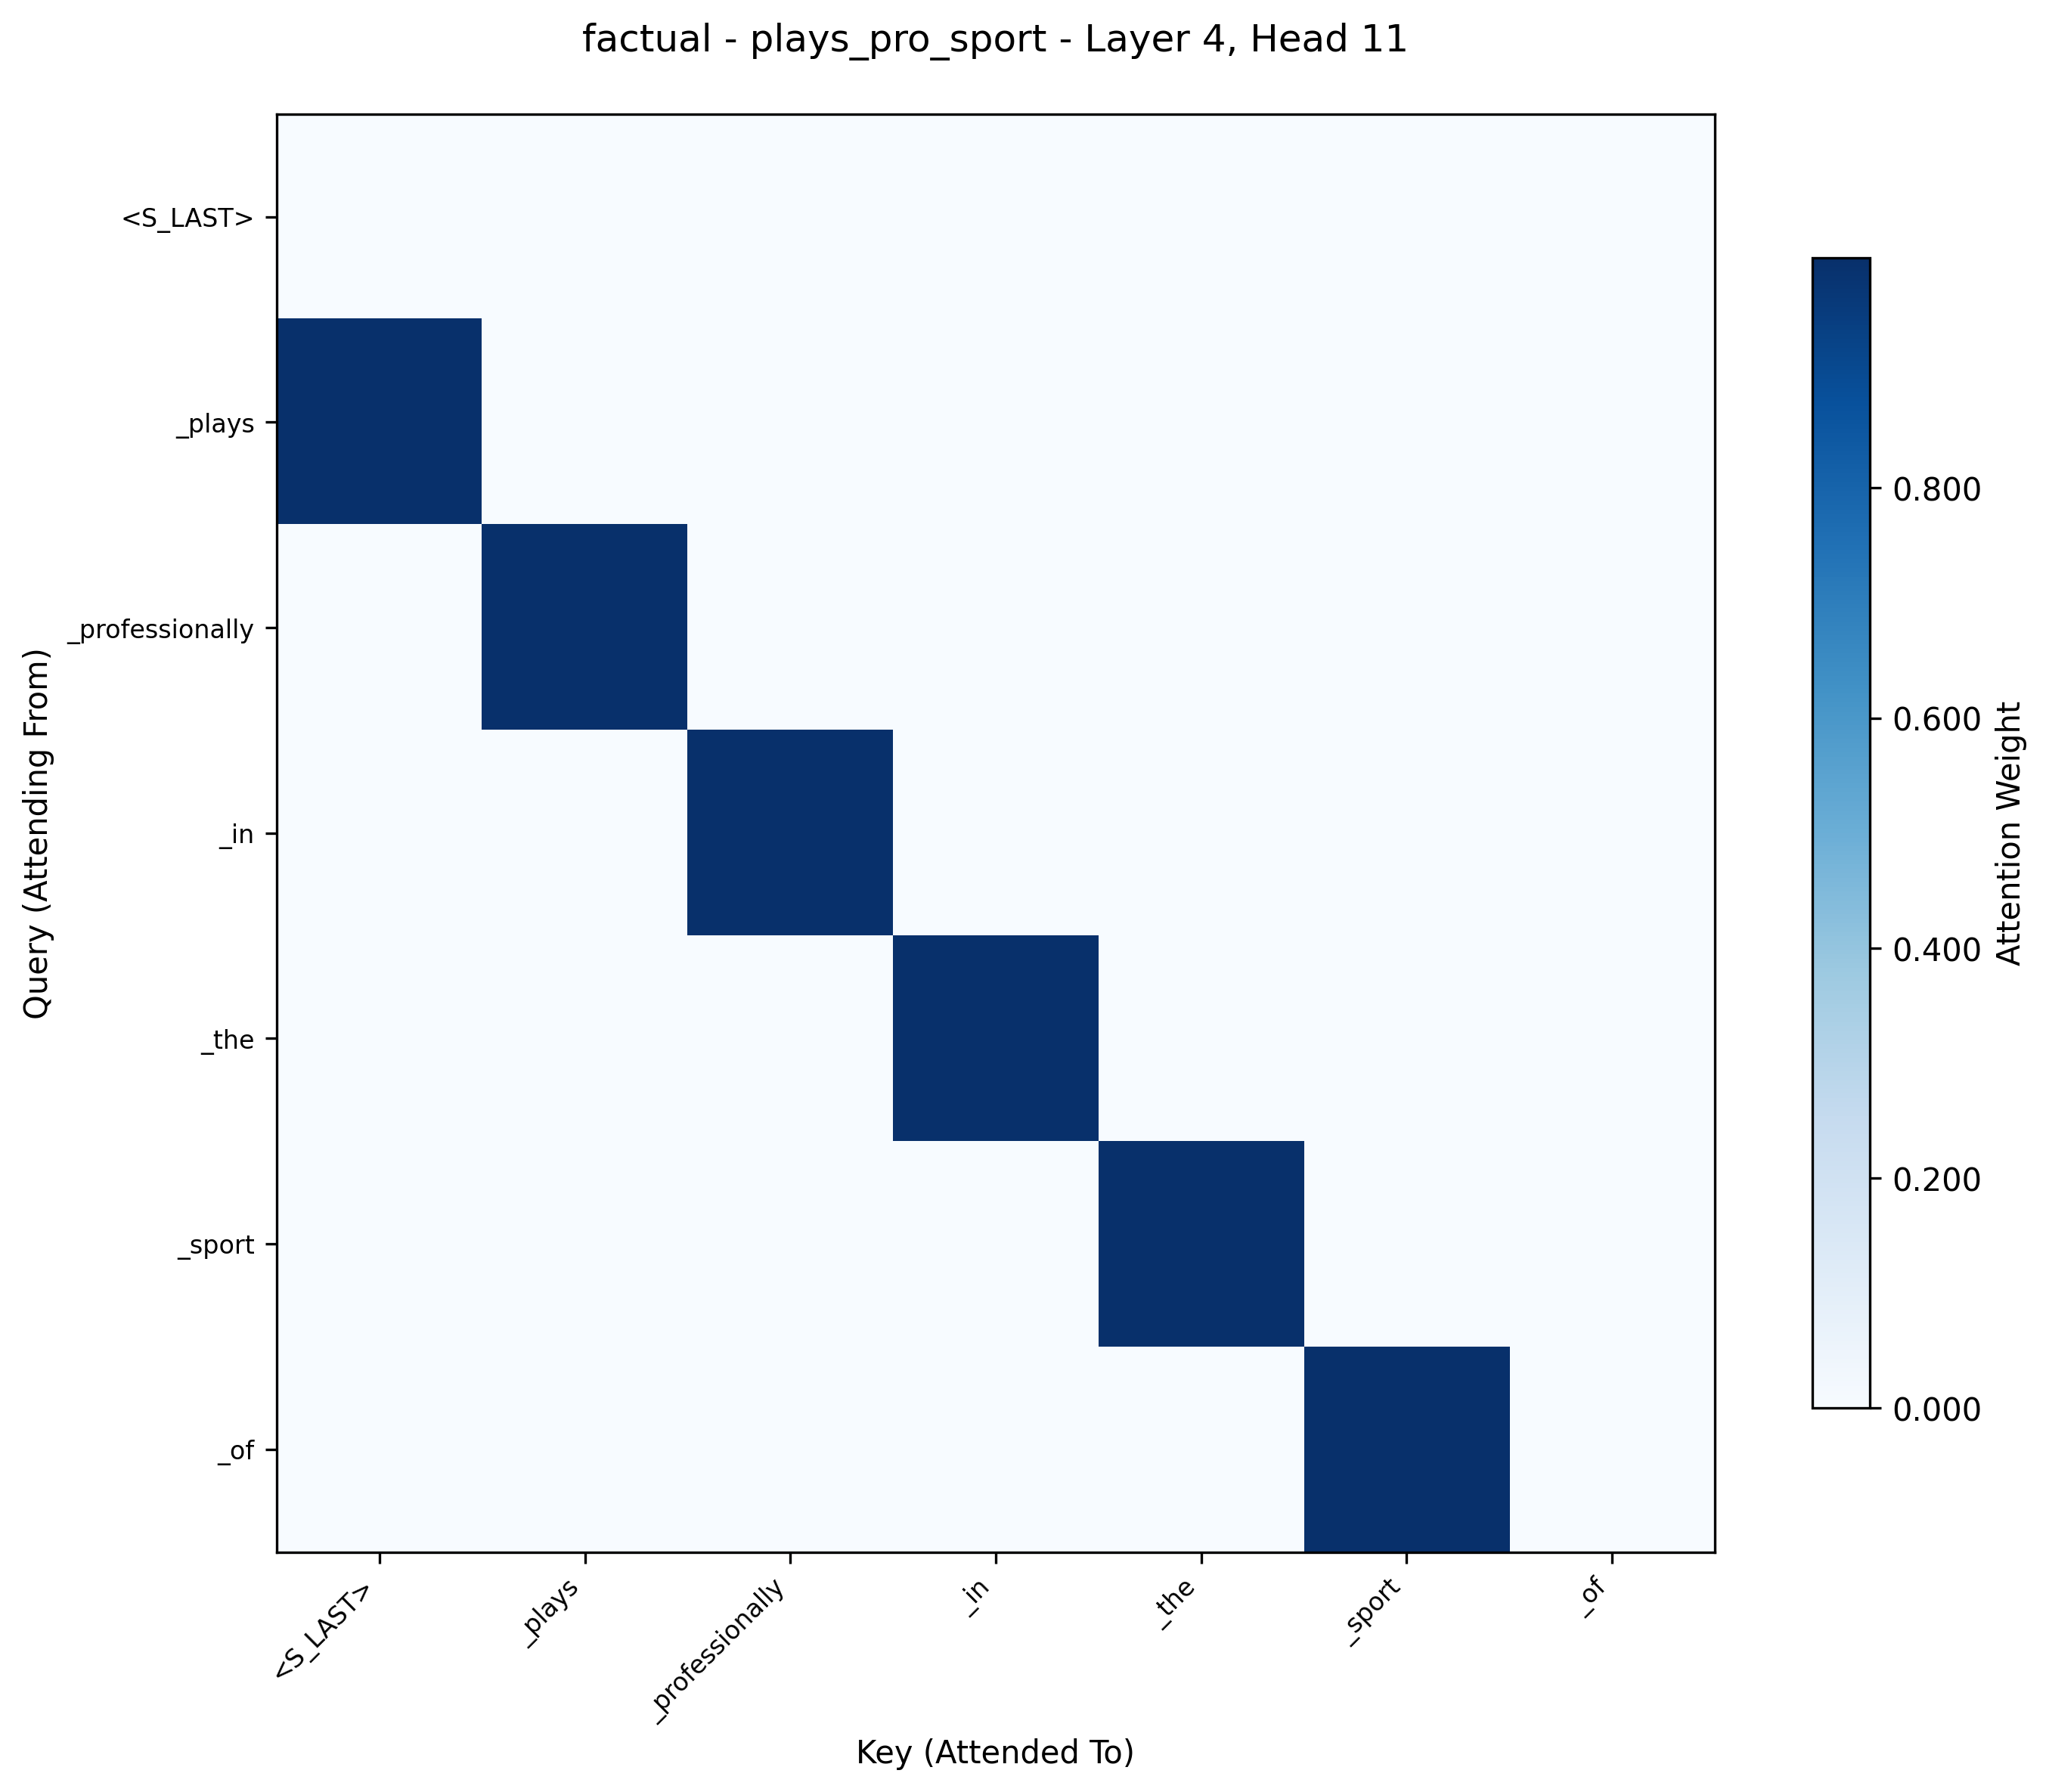 factual - plays_pro_sport - Layer 4, Head 11
Query (Attending From)
<S_LAST>
_plays
_professionally
_in
_the
_sport
_of
<S_LAST>
_plays
_professionally
_in
_the
_sport
_of
Key (Attended To)
0.800
0.600
0.400
0.200
0.000
Attention Weight